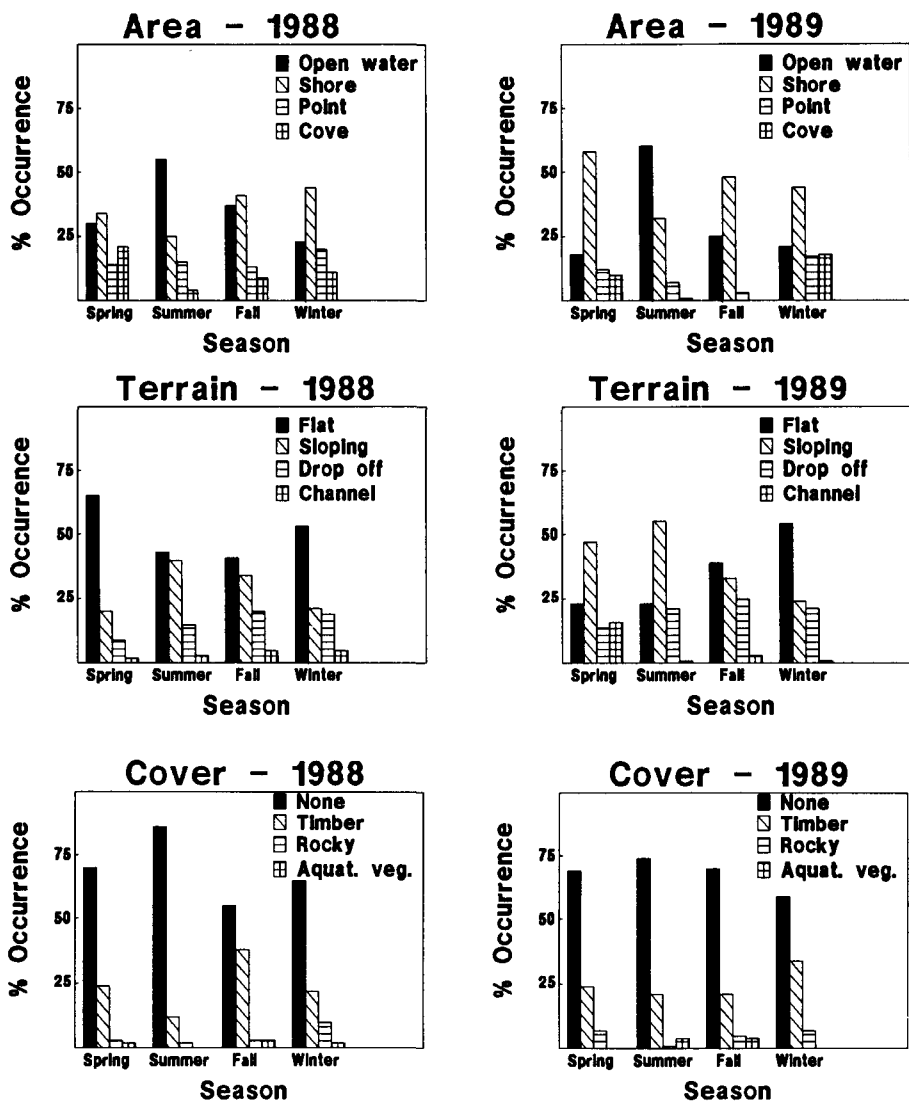 Area - 1988
Open water
Shore
Point
Cove
75
50
25
% Occurrence
Spring Summer Fall Winter
Season
Area - 1989
Open water
Shore
Point
Cove
75
50
25
% Occurrence
Spring Summer Fall Winter
Season
Terrain - 1988
Flat
Sloping
Drop off
Channel
75
50
25
% Occurrence
Spring Summer Fall Winter
Season
Terrain - 1989
Flat
Sloping
Drop off
Channel
75
50
25
% Occurrence
Spring Summer Fall Winter
Season
Cover - 1988
None
Timber
Rocky
Aquat. veg.
75
50
25
% Occurrence
Spring Summer Fall Winter
Season
Cover - 1989
None
Timber
Rocky
Aquat. veg.
75
50
25
% Occurrence
Spring Summer Fall Winter
Season